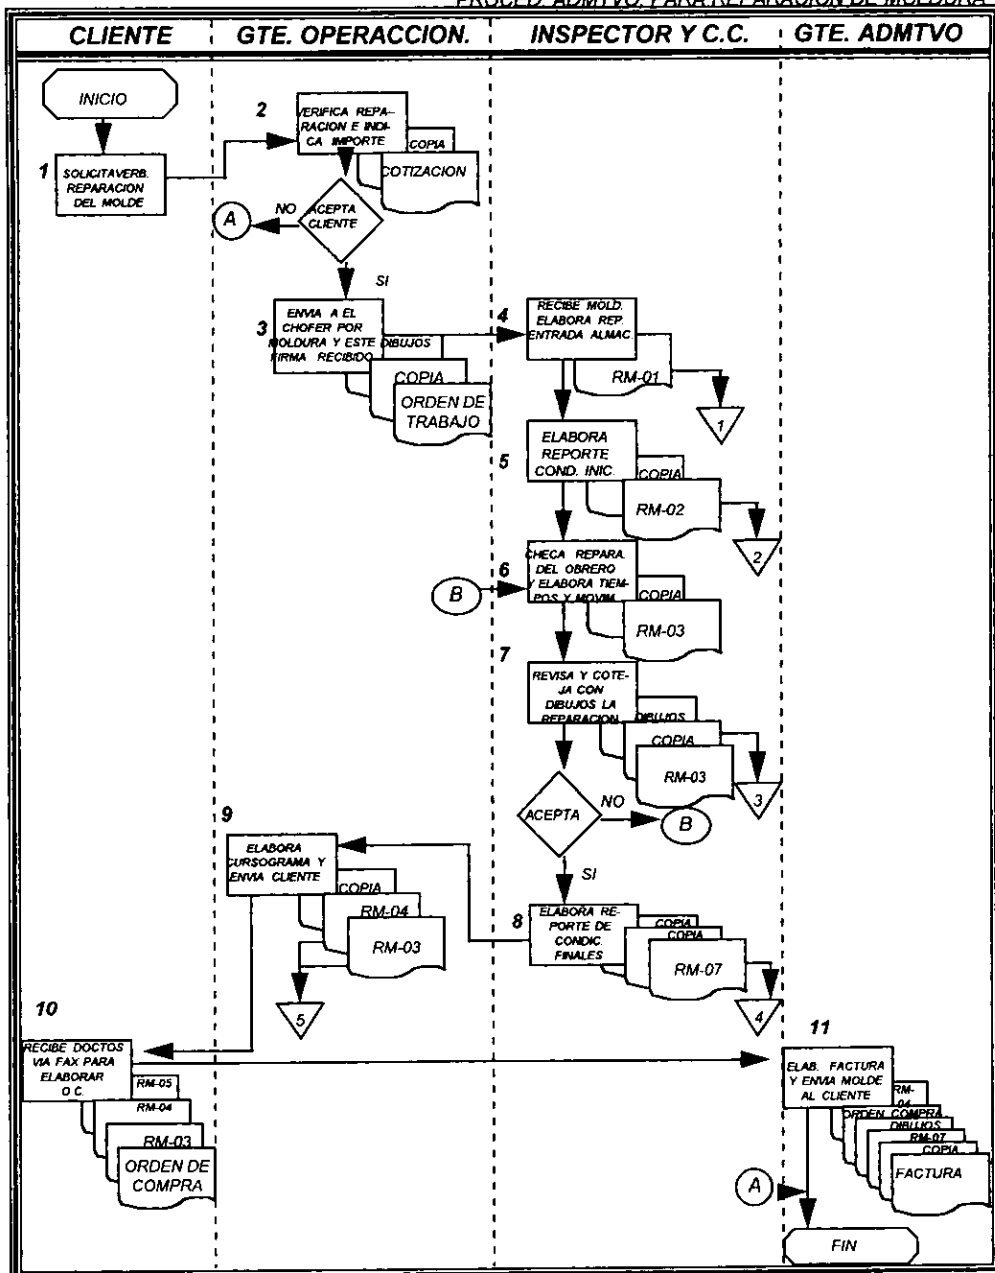 PROCED. ADMTVO. PARA REPARACION DE MOLDURA
CLIENTE
GTE. OPERACCION.
INSPECTOR Y C.C.
GTE. ADMTVO
INICIO
1
SOLICITA VERB.
REPARACION
DEL MOLDE
2
VERIFICA REPA-
RACION E INDI-
CA IMPORTE
COPIA
COTIZACION
A
NO
ACEPTA
CLIENTE
SI
3
ENVIA A EL
CHOFER POR
MOLDURA Y ESTE
FIRMA RECIBIDO
DIBUJOS
COPIA
ORDEN DE
TRABAJO
4
RECIBE MOLD.
ELABORA REP.
ENTRADA ALMAC.
RM-01
1
5
ELABORA
REPORTE
COND. INIC.
COPIA
RM-02
2
B
6
CHECA REPARA.
DEL OBRERO
Y ELABORA TIEM-
POS Y MOVIM.
COPIA
RM-03
7
REVISA Y COTE-
JA CON
DIBUJOS LA
REPARACION
DIBUJOS
COPIA
RM-03
3
ACEPTA
NO
B
SI
8
ELABORA RE-
PORTE DE
CONDIC.
FINALES
COPIA
COPIA
RM-07
4
9
ELABORA
CURSOGRAMA Y
ENVIA CLIENTE
COPIA
RM-04
RM-03
5
10
RECIBE DOCTOS
VIA FAX PARA
ELABORAR
O C.
RM-05
RM-04
RM-03
ORDEN DE
COMPRA
11
ELAB. FACTURA
Y ENVIA MOLDE
AL CLIENTE
RM-
04
ORDEN COMPRA
DIBUJOS
RM-07
COPIA
FACTURA
A
FIN